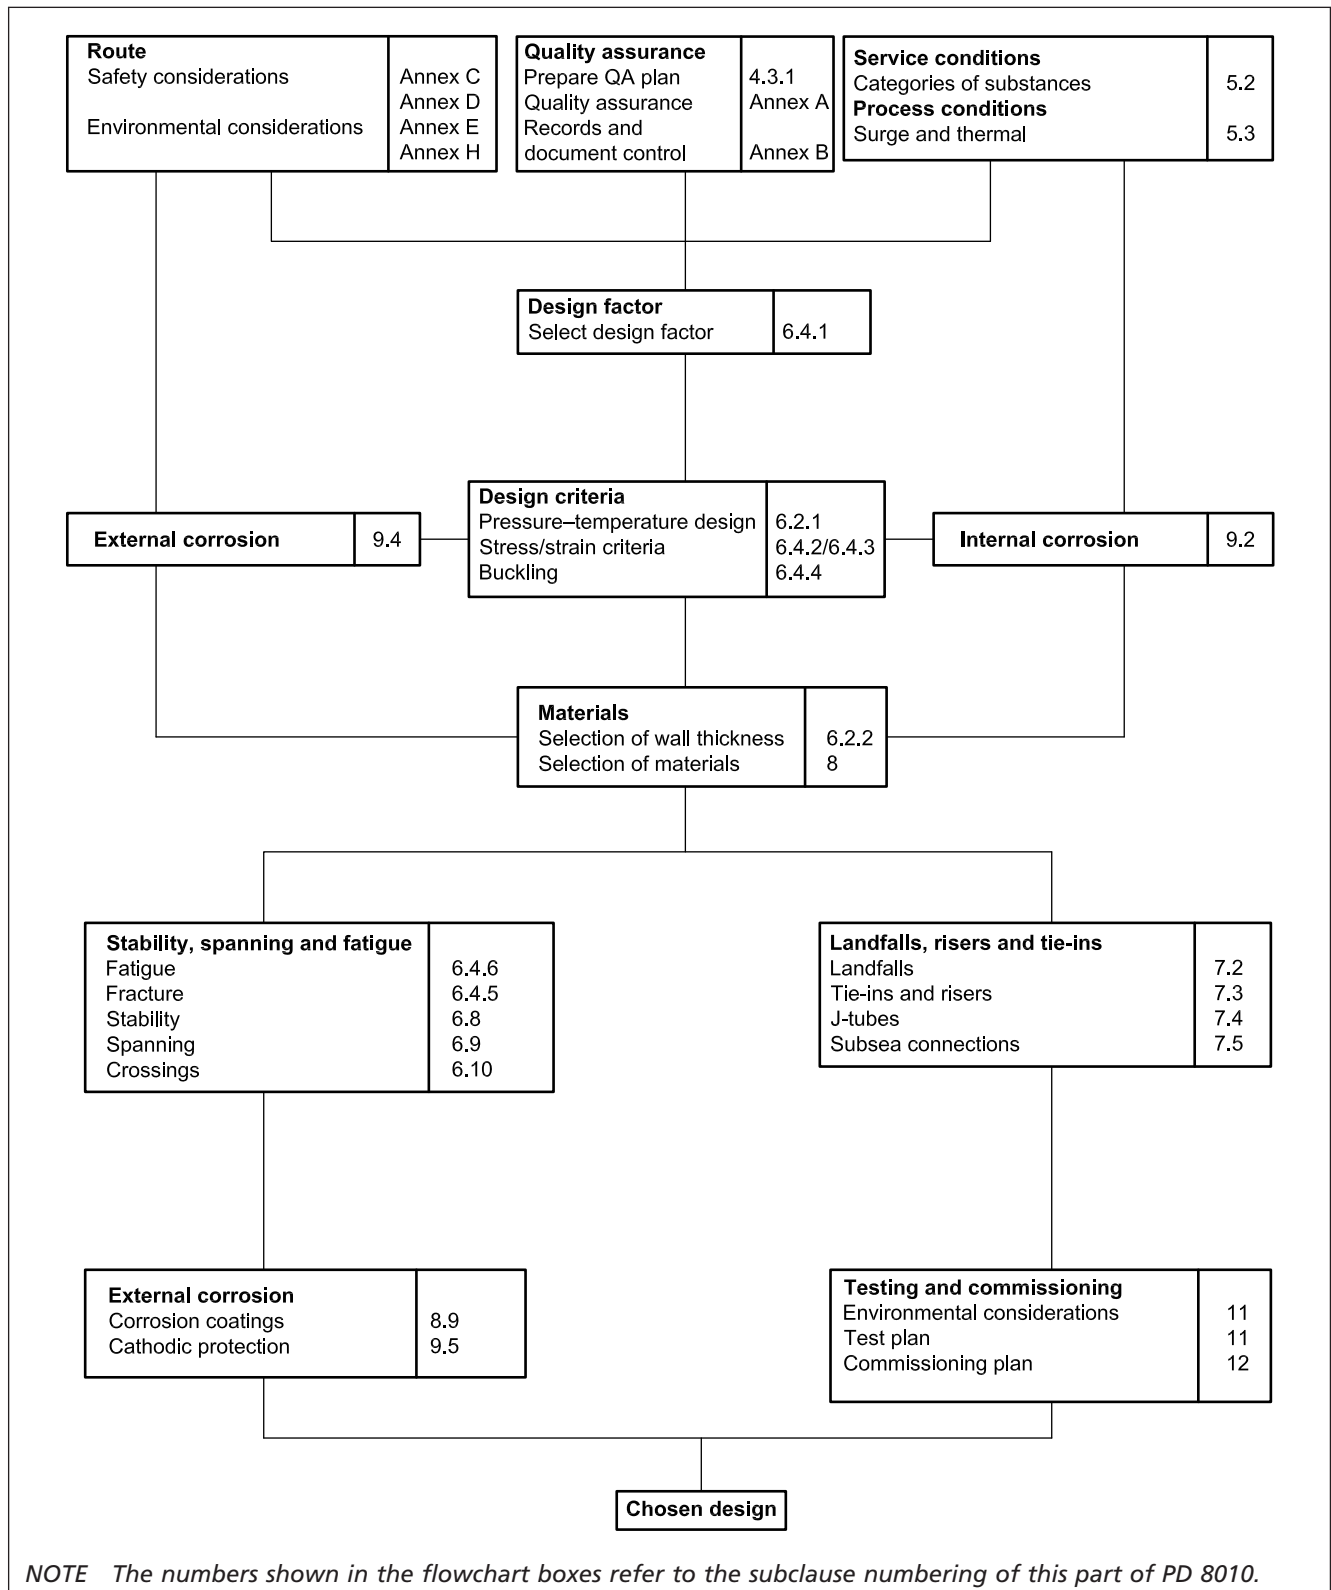 Route
Safety considerations Annex C
Annex D
Environmental considerations Annex E
Annex H
Quality assurance
Prepare QA plan 4.3.1
Quality assurance Annex A
Records and
document control Annex B
Service conditions
Categories of substances 5.2
Process conditions
Surge and thermal 5.3
Design factor
Select design factor 6.4.1
External corrosion 9.4
Design criteria
Pressure–temperature design 6.2.1
Stress/strain criteria 6.4.2/6.4.3
Buckling 6.4.4
Internal corrosion 9.2
Materials
Selection of wall thickness 6.2.2
Selection of materials 8
Stability, spanning and fatigue
Fatigue 6.4.6
Fracture 6.4.5
Stability 6.8
Spanning 6.9
Crossings 6.10
Landfalls, risers and tie-ins
Landfalls 7.2
Tie-ins and risers 7.3
J-tubes 7.4
Subsea connections 7.5
External corrosion
Corrosion coatings 8.9
Cathodic protection 9.5
Testing and commissioning
Environmental considerations 11
Test plan 11
Commissioning plan 12
Chosen design
NOTE The numbers shown in the flowchart boxes refer to the subclause numbering of this part of PD 8010.